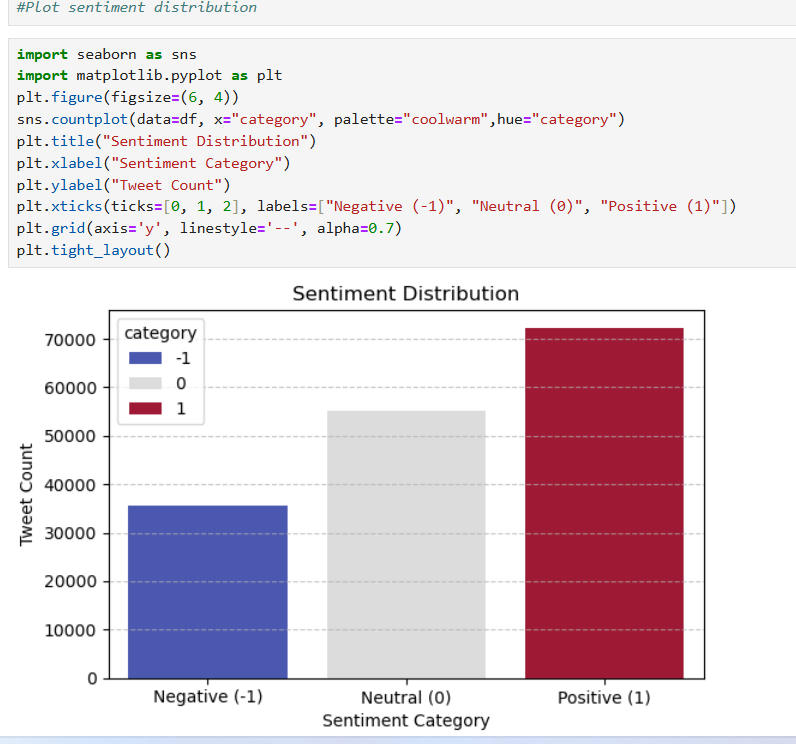 #Plot sentiment distribution
import seaborn as sns
import matplotlib.pyplot as plt
plt.figure(figsize=(6, 4))
sns.countplot(data=df, x="category", palette="coolwarm",hue="category")
plt.title("Sentiment Distribution")
plt.xlabel("Sentiment Category")
plt.ylabel("Tweet Count")
plt.xticks(ticks=[0, 1, 2], labels=["Negative (-1)", "Neutral (0)", "Positive (1)"])
plt.grid(axis='y', linestyle='--', alpha=0.7)
plt.tight_layout()
Sentiment Distribution
category
-1
0
1
70000
60000
50000
40000
30000
20000
10000
0
Tweet Count
Negative (-1)
Neutral (0)
Positive (1)
Sentiment Category